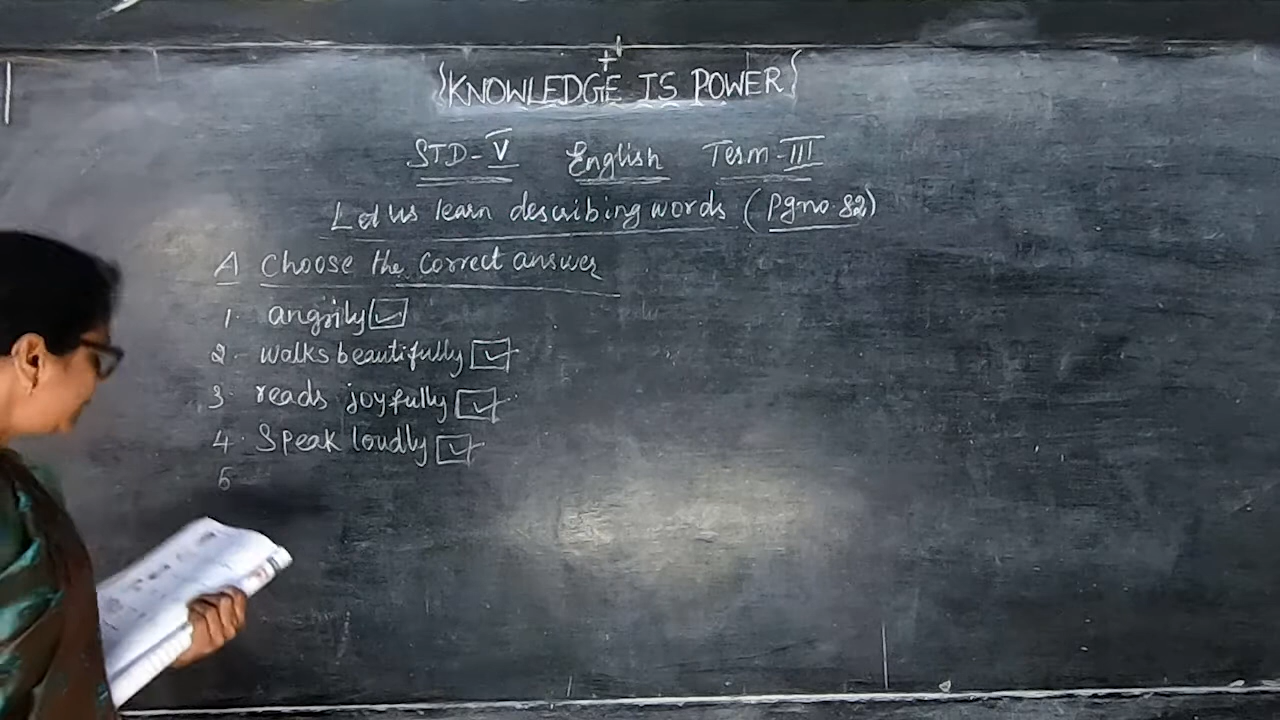 KNOWLEDGE IS POWER
STD-V English Term-III
Let us learn describing words (Pg no. 82)
A Choose the correct answer
1. angrily
2. walks beautifully
3. reads joyfully
4. Speak loudly
5